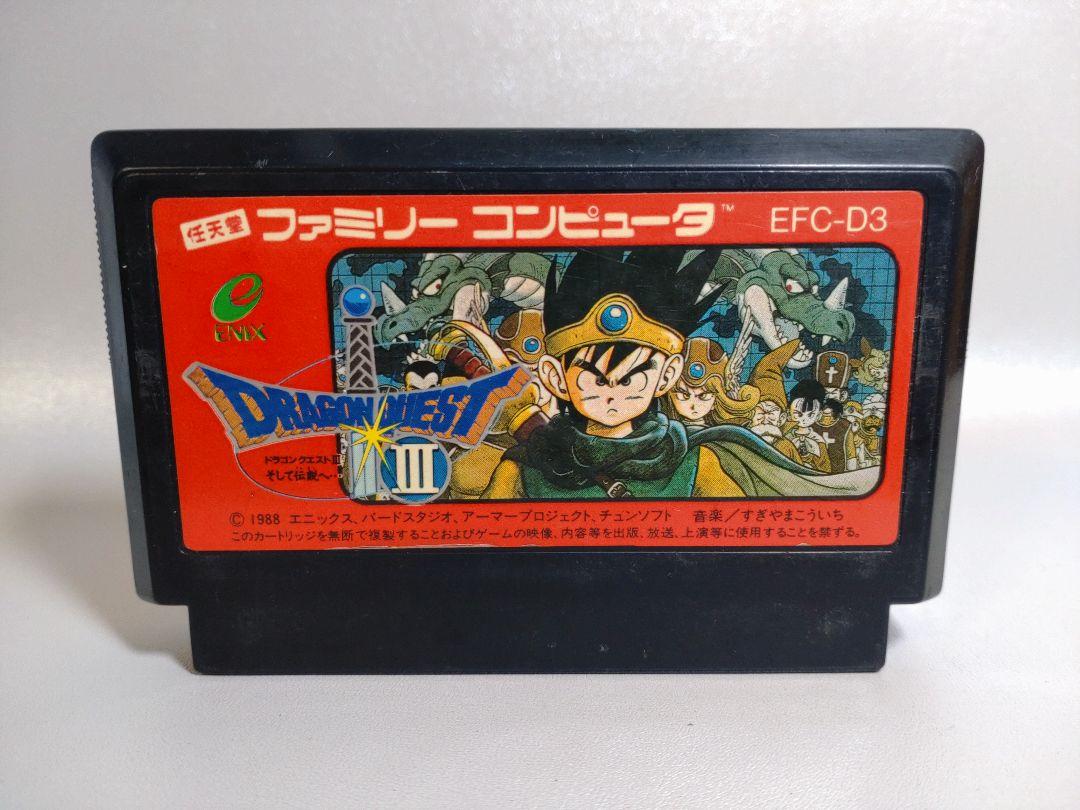 任天堂 ファミリー コンピュータ™ EFC-D3
ENIX
DRAGON QUEST
III
ドラゴンクエストIII
そして伝説へ…
© 1988 エニックス、バードスタジオ、アーマープロジェクト、チュンソフト 音楽／すぎやまこういち
このカートリッジを無断で複製することおよびゲームの映像、内容等を出版、放送、上演等に使用することを禁ずる。